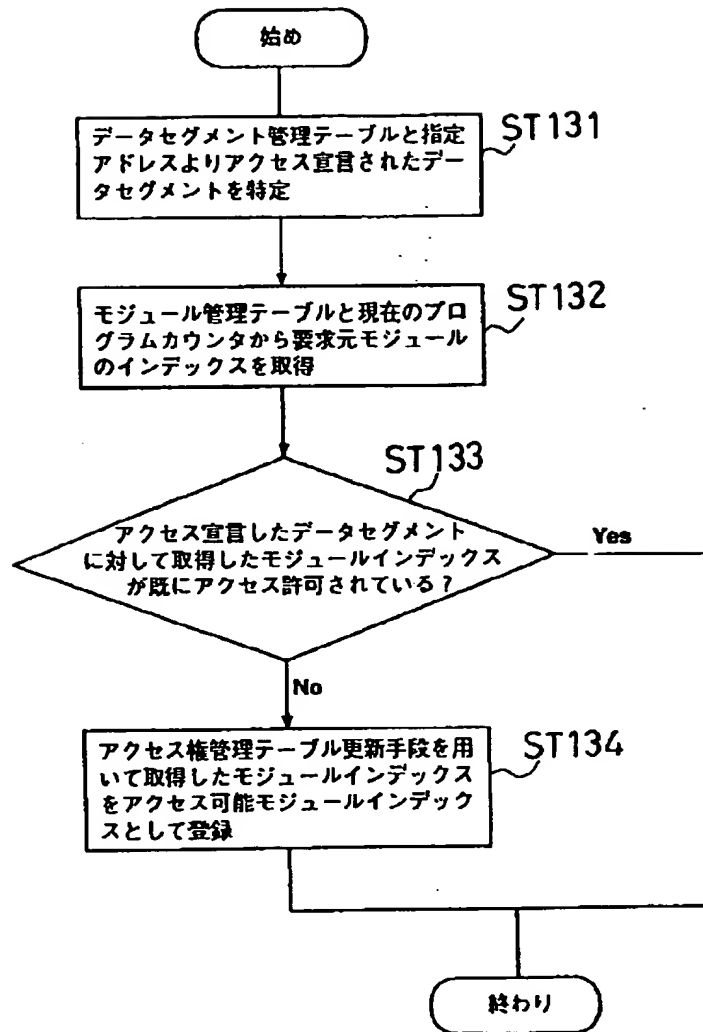 始め
データセグメント管理テーブルと指定
アドレスよりアクセス宣言されたデー
タセグメントを特定
ST131
モジュール管理テーブルと現在のプロ
グラムカウンタから要求元モジュール
のインデックスを取得
ST132
ST133
アクセス宣言したデータセグメント
に対して取得したモジュールインデックス
が既にアクセス許可されている?
Yes
No
アクセス権管理テーブル更新手段を用
いて取得したモジュールインデックス
をアクセス可能モジュールインデック
スとして登録
ST134
終わり